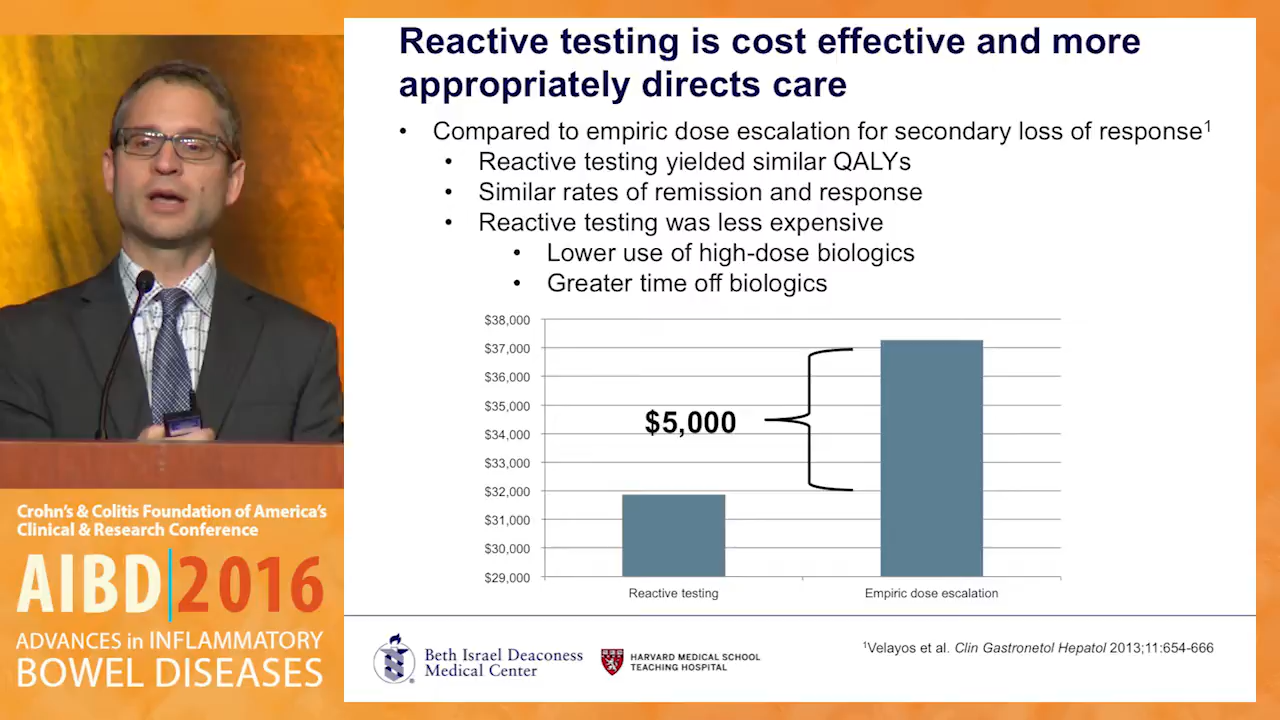 Reactive testing is cost effective and more
appropriately directs care
• Compared to empiric dose escalation for secondary loss of response1
• Reactive testing yielded similar QALYs
• Similar rates of remission and response
• Reactive testing was less expensive
• Lower use of high-dose biologics
• Greater time off biologics
$38,000
$37,000
$36,000
$35,000
$34,000
$33,000
$32,000
$31,000
$30,000
$29,000
$5,000
Reactive testing
Empiric dose escalation
Crohn's & Colitis Foundation of America's
Clinical & Research Conference
AIBD|2016
ADVANCES in INFLAMMATORY
BOWEL DISEASES
Beth Israel Deaconess
Medical Center
HARVARD MEDICAL SCHOOL
TEACHING HOSPITAL
1Velayos et al. Clin Gastronetol Hepatol 2013;11:654-666